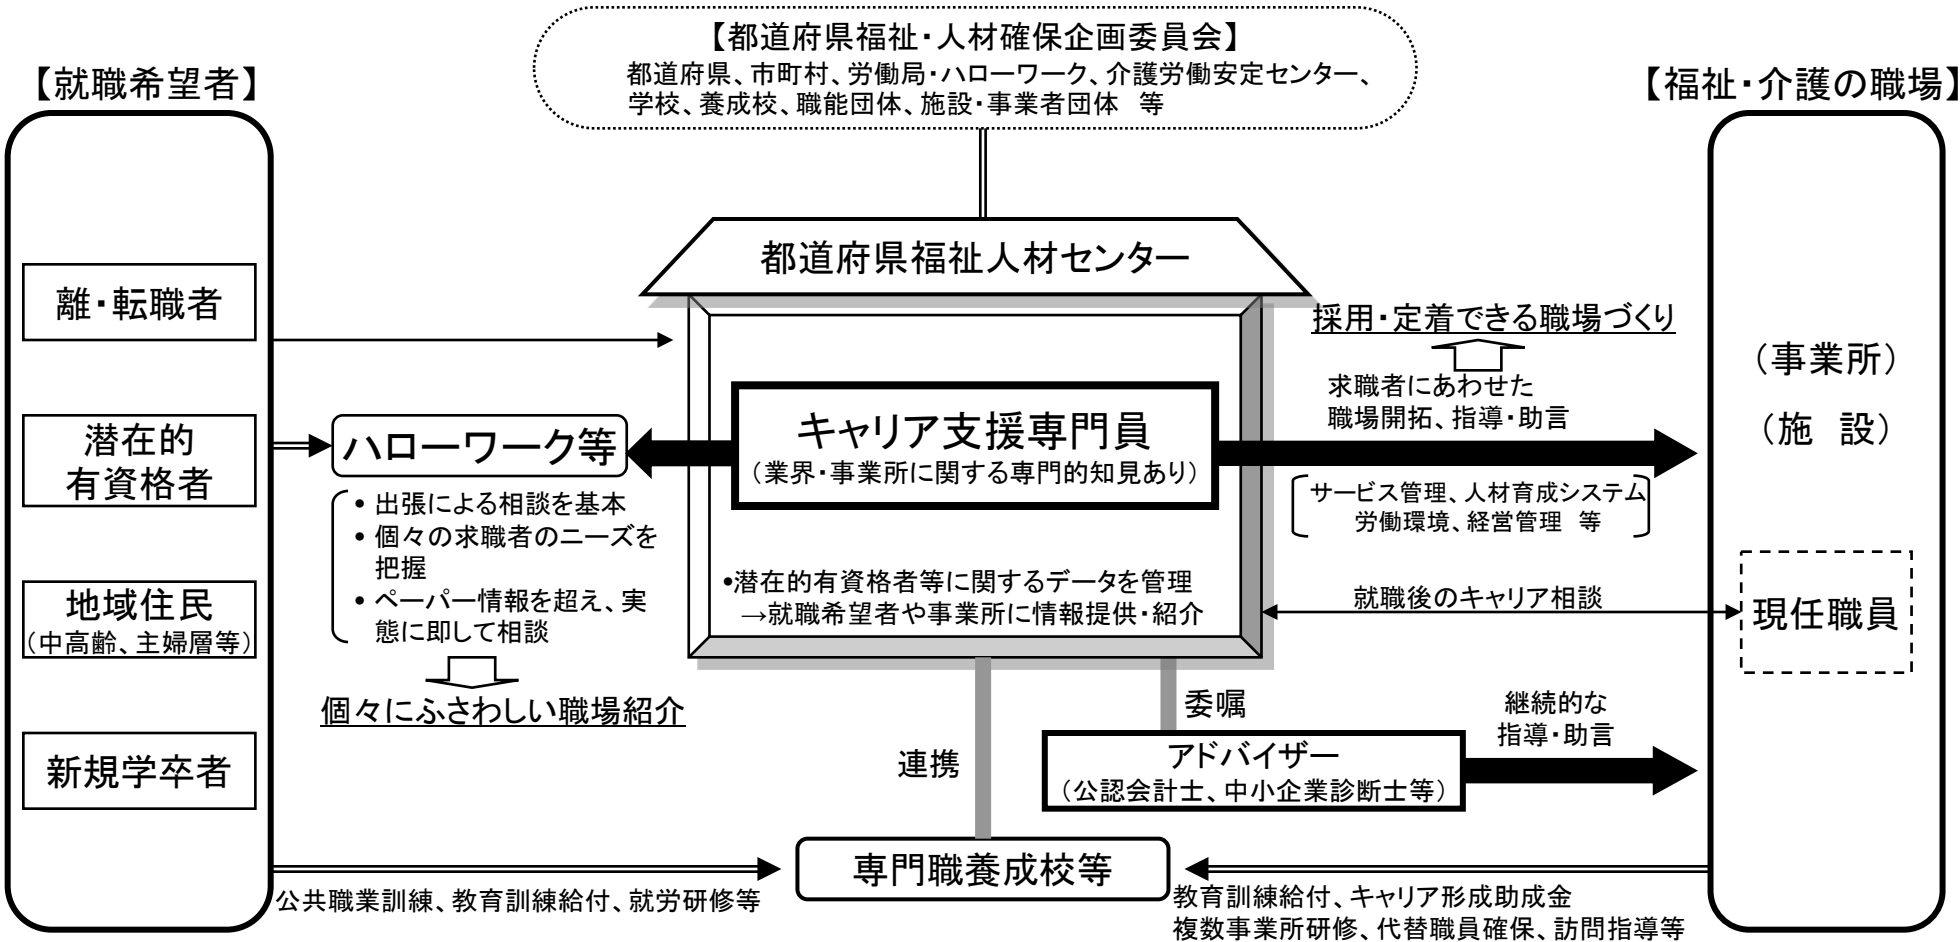 【都道府県福祉・人材確保企画委員会】
都道府県、市町村、労働局・ハローワーク、介護労働安定センター、
学校、養成校、職能団体、施設・事業者団体　等
【就職希望者】
離・転職者
潜在的
有資格者
地域住民
（中高齢、主婦層等）
新規学卒者
ハローワーク等
• 出張による相談を基本
• 個々の求職者のニーズを
把握
• ペーパー情報を超え、実
態に即して相談
個々にふさわしい職場紹介
都道府県福祉人材センター
キャリア支援専門員
（業界・事業所に関する専門的知見あり）
•潜在的有資格者等に関するデータを管理
→就職希望者や事業所に情報提供・紹介
採用・定着できる職場づくり
求職者にあわせた
職場開拓、指導・助言
サービス管理、人材育成システム
労働環境、経営管理　等
就職後のキャリア相談
【福祉・介護の職場】
（事業所）
（施　設）
現任職員
連携
委嘱
アドバイザー
（公認会計士、中小企業診断士等）
継続的な
指導・助言
専門職養成校等
公共職業訓練、教育訓練給付、就労研修等
教育訓練給付、キャリア形成助成金
複数事業所研修、代替職員確保、訪問指導等